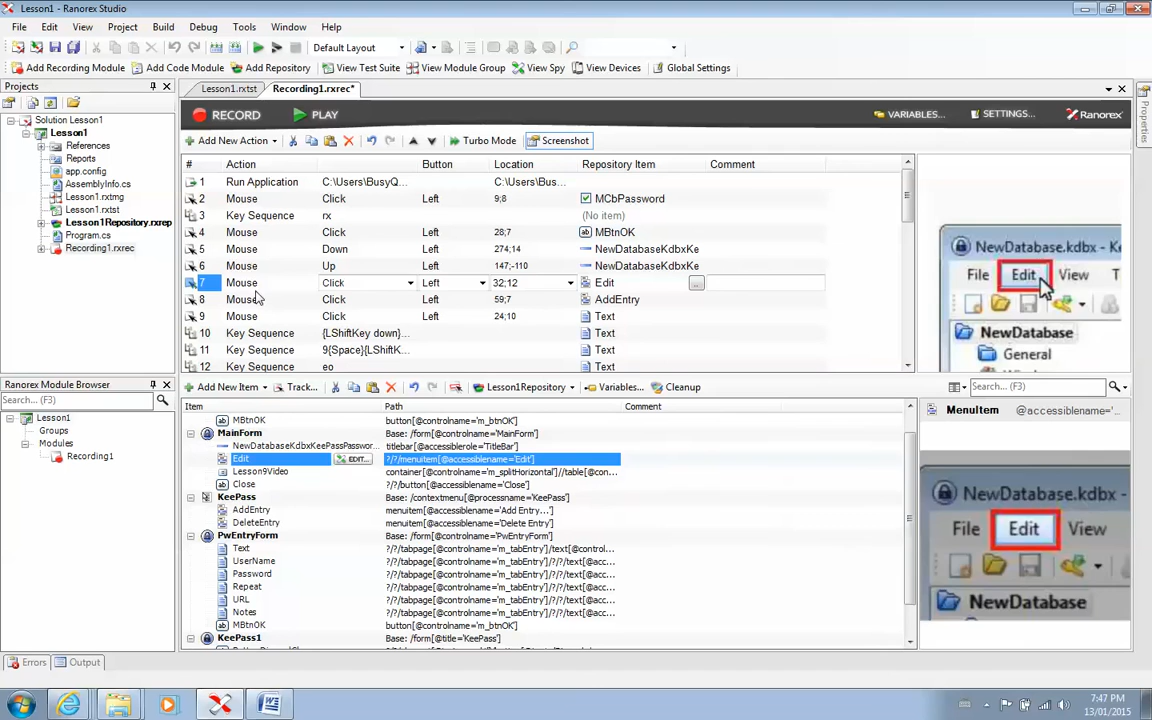 Lesson1 - Ranorex Studio
File Edit View Project Build Debug Tools Window Help
Default Layout
Add Recording Module Add Code Module Add Repository View Test Suite View Module Group View Spy View Devices Global Settings
Projects
Lesson1.rxtst Recording1.rxrec*
Properties
Solution Lesson1
Lesson1
References
Reports
app.config
AssemblyInfo.cs
Lesson1.rxtmg
Lesson1.rxtst
Lesson1Repository.rxrep
Program.cs
Recording1.rxrec
RECORD PLAY VARIABLES... SETTINGS... Ranorex
Add New Action Turbo Mode Screenshot
# Action Button Location Repository Item Comment
1 Run Application C:\Users\BusyQ... C:\Users\Bus...
2 Mouse Click Left 9;8 MCbPassword
3 Key Sequence rx (No item)
4 Mouse Click Left 28;7 MBtnOK
5 Mouse Down Left 274;14 NewDatabaseKdbxKe
6 Mouse Up Left 147;-110 NewDatabaseKdbxKe
7 Mouse Click Left 32;12 Edit ...
8 Mouse Click Left 59;7 AddEntry
9 Mouse Click Left 24;10 Text
10 Key Sequence {LShiftKey down}... Text
11 Key Sequence 9{Space}{LShiftK... Text
12 Key Sequence eo Text
NewDatabase.kdbx - Ke
File Edit View T
NewDatabase
General
Ranorex Module Browser
Search... (F3)
Lesson1
Groups
Modules
Recording1
Add New Item Track... Lesson1Repository Variables... Cleanup Search... (F3)
Item Path Comment
MBtnOK button[@controlname='m_btnOK']
MainForm Base: /form[@controlname='MainForm']
NewDatabaseKdbxKeePassPasswor... titlebar[@accessiblerole='TitleBar']
Edit EDIT... ?/?/menuitem[@accessiblename='Edit']
Lesson9Video container[@controlname='m_splitHorizontal']//table[@con...
Close ?/?/button[@accessiblename='Close']
KeePass Base: /contextmenu[@processname='KeePass']
AddEntry menuitem[@accessiblename='Add Entry...']
DeleteEntry menuitem[@accessiblename='Delete Entry']
PwEntryForm Base: /form[@controlname='PwEntryForm']
Text ?/?/tabpage[@controlname='m_tabEntry']/text[@control...
UserName ?/?/tabpage[@controlname='m_tabEntry']/?/?/text[@acc...
Password ?/?/tabpage[@controlname='m_tabEntry']/?/?/text[@acc...
Repeat ?/?/tabpage[@controlname='m_tabEntry']/?/?/text[@acc...
URL ?/?/tabpage[@controlname='m_tabEntry']/?/?/text[@acc...
Notes ?/?/tabpage[@controlname='m_tabEntry']/?/?/text[@acc...
MBtnOK button[@controlname='m_btnOK']
KeePass1 Base: /form[@title='KeePass']
MenuItem @accessiblename='...
NewDatabase.kdbx -
File Edit View
NewDatabase
Errors Output
7:47 PM
13/01/2015